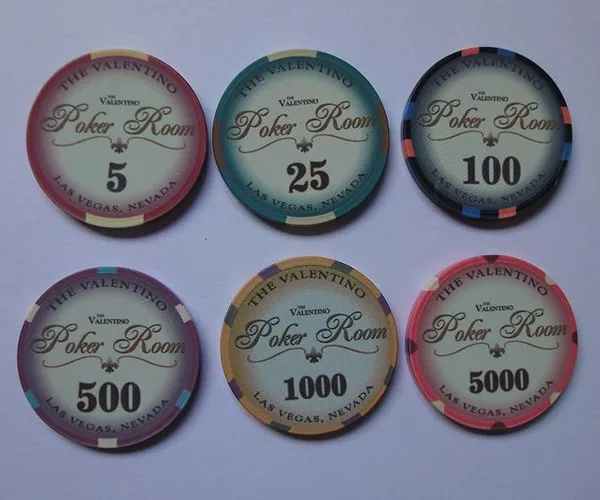 THE VALENTINO
THE
VALENTINO
Poker Room
5
LAS VEGAS, NEVADA
THE VALENTINO
THE
VALENTINO
Poker Room
25
LAS VEGAS, NEVADA
THE VALENTINO
THE
VALENTINO
Poker Room
100
LAS VEGAS, NEVADA
THE VALENTINO
THE
VALENTINO
Poker Room
500
LAS VEGAS, NEVADA
THE VALENTINO
THE
VALENTINO
Poker Room
1000
LAS VEGAS, NEVADA
THE VALENTINO
THE
VALENTINO
Poker Room
5000
LAS VEGAS, NEVADA